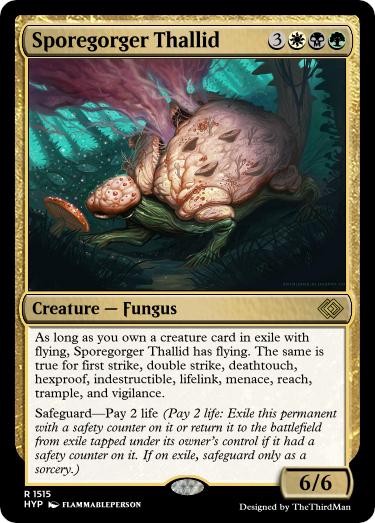 Sporegorger Thallid
3
Creature — Fungus
As long as you own a creature card in exile with
flying, Sporegorger Thallid has flying. The same is
true for first strike, double strike, deathtouch,
hexproof, indestructible, lifelink, menace, reach,
trample, and vigilance.
Safeguard—Pay 2 life (Pay 2 life: Exile this permanent
with a safety counter on it or return it to the battlefield
from exile tapped under its owner's control if it had a
safety counter on it. If on exile, safeguard only as a
sorcery.)
6/6
R 1515
HYP FLAMMABLEPERSON
Designed by TheThirdMan